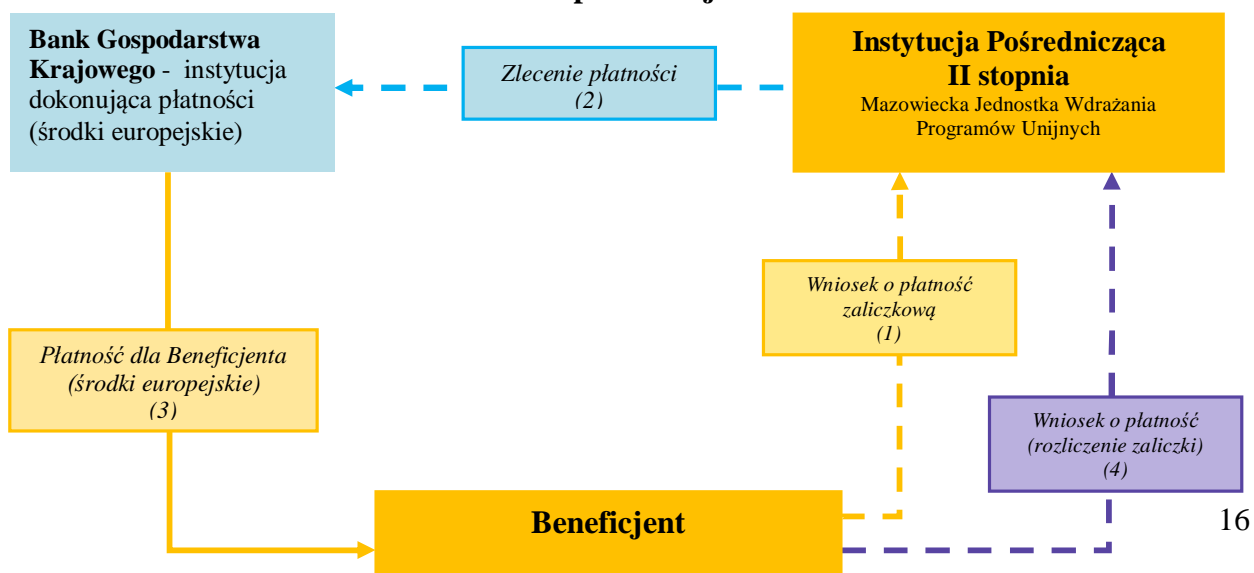 Bank Gospodarstwa
Krajowego - instytucja
dokonująca płatności
(środki europejskie)
Zlecenie płatności
(2)
Instytucja Pośrednicząca
II stopnia
Mazowiecka Jednostka Wdrażania
Programów Unijnych
Wniosek o płatność
zaliczkową
(1)
Płatność dla Beneficjenta
(środki europejskie)
(3)
Wniosek o płatność
(rozliczenie zaliczki)
(4)
Beneficjent
16